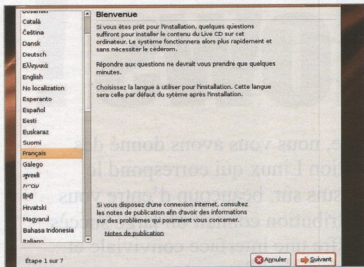 Bosanski
Català
Čeština
Dansk
Deutsch
Ελληνικά
English
No localization
Esperanto
Español
Eesti
Euskaraz
Suomi
Français
Galego
ગુજરાતી
עברית
हिन्दी
Hrvatski
Magyarul
Bahasa Indonesia
Italiano
Bienvenue
Si vous êtes prêt pour l'installation, quelques questions
suffiront pour installer le contenu du Live CD sur cet
ordinateur. Le système fonctionnera alors plus rapidement et
sans nécessiter le cédérom.
Répondre aux questions ne devrait vous prendre que quelques
minutes.
Choisissez la langue à utiliser pour l'installation. Cette langue
sera celle par défaut du sytème après l'installation.
Si vous disposez d'une connexion Internet, consultez
les notes de publication afin d'avoir des informations
sur des problèmes qui pourraient vous concerner.
Notes de publication
Étape 1 sur 7
Annuler
Suivant